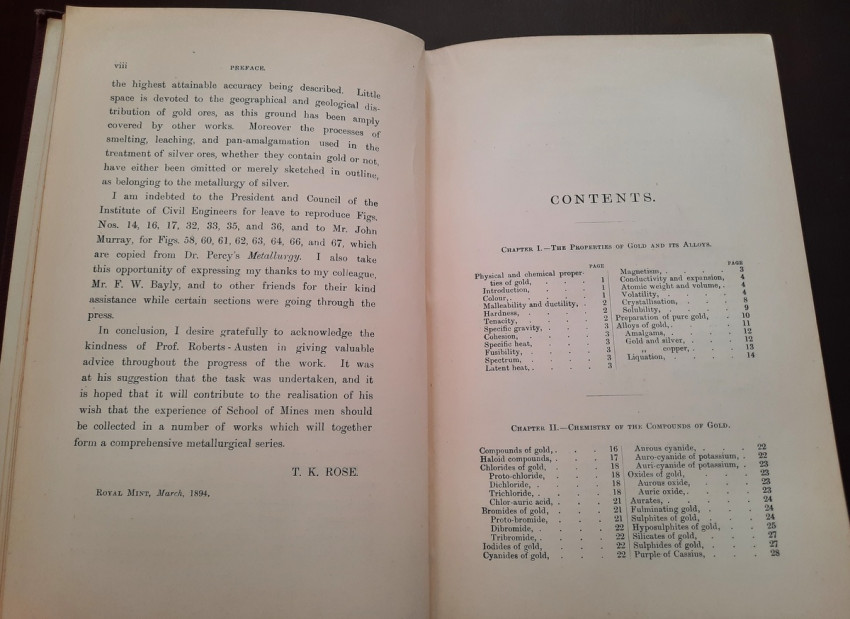 viii
PREFACE.
the highest attainable accuracy being described. Little
space is devoted to the geographical and geological dis-
tribution of gold ores, as this ground has been amply
covered by other works. Moreover the processes of
smelting, leaching, and pan-amalgamation used in the
treatment of silver ores, whether they contain gold or not,
have either been omitted or merely sketched in outline,
as belonging to the metallurgy of silver.
I am indebted to the President and Council of the
Institute of Civil Engineers for leave to reproduce Figs.
Nos. 14, 16, 17, 32, 33, 35, and 36, and to Mr. John
Murray, for Figs. 58, 60, 61, 62, 63, 64, 66, and 67, which
are copied from Dr. Percy's Metallurgy. I also take
this opportunity of expressing my thanks to my colleague,
Mr. F. W. Bayly, and to other friends for their kind
assistance while certain sections were going through the
press.
In conclusion, I desire gratefully to acknowledge the
kindness of Prof. Roberts-Austen in giving valuable
advice throughout the progress of the work. It was
at his suggestion that the task was undertaken, and it
is hoped that it will contribute to the realisation of his
wish that the experience of School of Mines men should
be collected in a number of works which will together
form a comprehensive metallurgical series.
T. K. ROSE.
ROYAL MINT, March, 1894.
CONTENTS.
CHAPTER I.—THE PROPERTIES OF GOLD AND ITS ALLOYS.
PAGE
Physical and chemical proper-
ties of gold, . . . 1
Introduction, . . . 1
Colour, . . . . 1
Malleability and ductility, . 2
Hardness, . . . . 2
Tenacity, . . . . 2
Specific gravity, . . . 3
Cohesion, . . . . 3
Specific heat, . . . 3
Fusibility, . . . . 3
Spectrum, . . . . 3
Latent heat, . . . . 3
PAGE
Magnetism, . . . . 3
Conductivity and expansion, 4
Atomic weight and volume, . 4
Volatility, . . . . 4
Crystallisation, . . . 8
Solubility, . . . . 9
Preparation of pure gold, . 10
Alloys of gold, . . . . 11
Amalgams, . . . . 12
Gold and silver, . . . 12
„ copper, . . . 13
Liquation, . . . . 14
CHAPTER II.—CHEMISTRY OF THE COMPOUNDS OF GOLD.
Compounds of gold, . . . 16
Haloid compounds, . . . 17
Chlorides of gold, . . . 18
Proto-chloride, . . . 18
Dichloride, . . . . 18
Trichloride, . . . . 18
Chlor-auric acid, . . . 21
Bromides of gold, . . . 21
Proto-bromide, . . . 21
Dibromide, . . . . 22
Tribromide, . . . . 22
Iodides of gold, . . . 22
Cyanides of gold, . . . 22
Aurous cyanide, . . . 22
Auro-cyanide of potassium, . 22
Auri-cyanide of potassium, . 23
Oxides of gold, . . . 23
Aurous oxide, . . . 23
Auric oxide, . . . . 23
Aurates, . . . . 24
Fulminating gold, . . . 24
Sulphites of gold, . . . 24
Hyposulphites of gold, . . 25
Silicates of gold, . . . 27
Sulphides of gold, . . . 27
Purple of Cassius, . . . 28